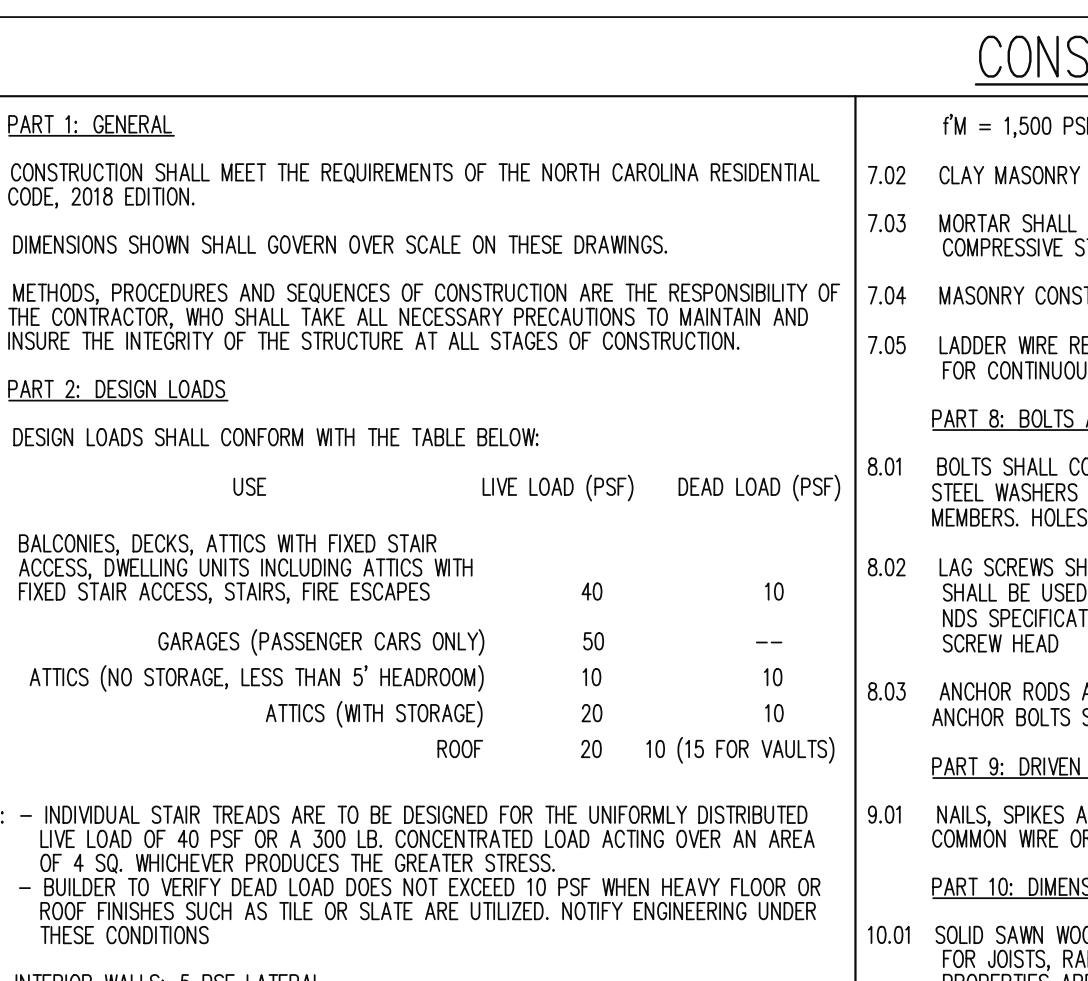 CONS
PART 1: GENERAL
CONSTRUCTION SHALL MEET THE REQUIREMENTS OF THE NORTH CAROLINA RESIDENTIAL
CODE, 2018 EDITION.
DIMENSIONS SHOWN SHALL GOVERN OVER SCALE ON THESE DRAWINGS.
METHODS, PROCEDURES AND SEQUENCES OF CONSTRUCTION ARE THE RESPONSIBILITY OF
THE CONTRACTOR, WHO SHALL TAKE ALL NECESSARY PRECAUTIONS TO MAINTAIN AND
INSURE THE INTEGRITY OF THE STRUCTURE AT ALL STAGES OF CONSTRUCTION.
PART 2: DESIGN LOADS
DESIGN LOADS SHALL CONFORM WITH THE TABLE BELOW:
USE LIVE LOAD (PSF) DEAD LOAD (PSF)
BALCONIES, DECKS, ATTICS WITH FIXED STAIR
ACCESS, DWELLING UNITS INCLUDING ATTICS WITH
FIXED STAIR ACCESS, STAIRS, FIRE ESCAPES 40 10
GARAGES (PASSENGER CARS ONLY) 50 --
ATTICS (NO STORAGE, LESS THAN 5' HEADROOM) 10 10
ATTICS (WITH STORAGE) 20 10
ROOF 20 10 (15 FOR VAULTS)
: - INDIVIDUAL STAIR TREADS ARE TO BE DESIGNED FOR THE UNIFORMLY DISTRIBUTED
LIVE LOAD OF 40 PSF OR A 300 LB. CONCENTRATED LOAD ACTING OVER AN AREA
OF 4 SQ. WHICHEVER PRODUCES THE GREATER STRESS.
- BUILDER TO VERIFY DEAD LOAD DOES NOT EXCEED 10 PSF WHEN HEAVY FLOOR OR
ROOF FINISHES SUCH AS TILE OR SLATE ARE UTILIZED. NOTIFY ENGINEERING UNDER
THESE CONDITIONS
INTERIOR WALLS: 5 PSF LATERAL
f'M = 1,500 PSI
7.02 CLAY MASONRY
7.03 MORTAR SHALL
COMPRESSIVE S
7.04 MASONRY CONST
7.05 LADDER WIRE RE
FOR CONTINUOU
PART 8: BOLTS A
8.01 BOLTS SHALL CO
STEEL WASHERS
MEMBERS. HOLES
8.02 LAG SCREWS SH
SHALL BE USED
NDS SPECIFICAT
SCREW HEAD
8.03 ANCHOR RODS A
ANCHOR BOLTS S
PART 9: DRIVEN
9.01 NAILS, SPIKES A
COMMON WIRE OR
PART 10: DIMENS
10.01 SOLID SAWN WOO
FOR JOISTS, RA
PROPERTIES ARE